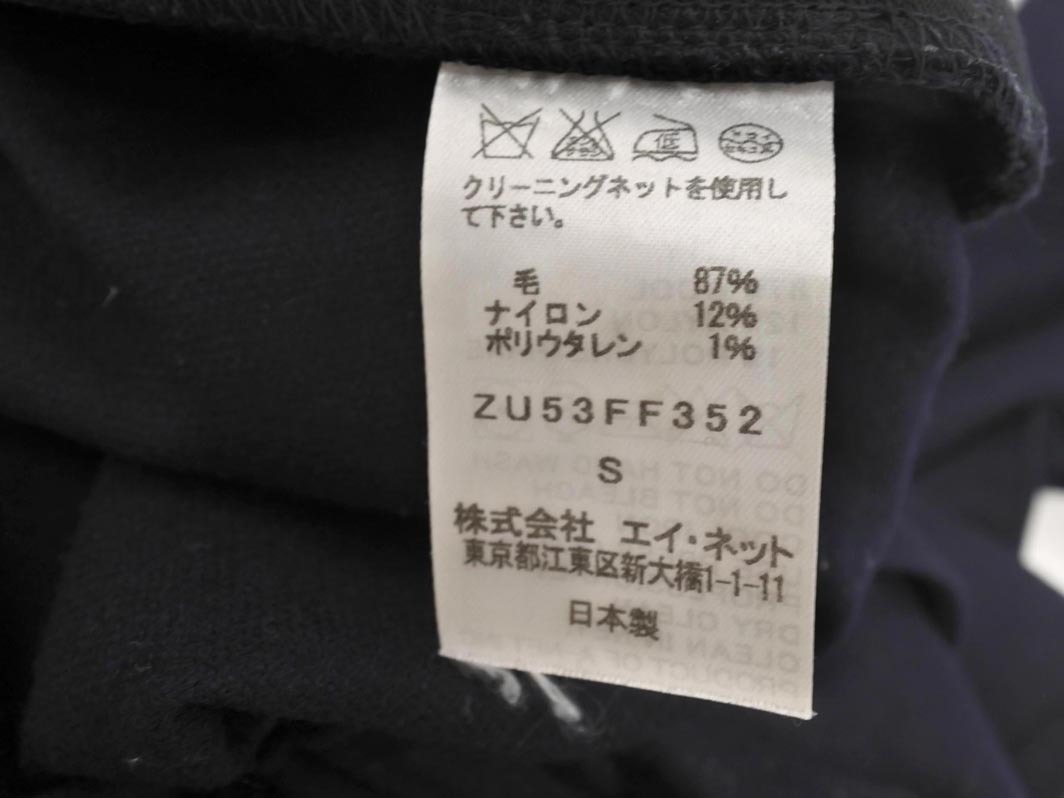 低
クリーニングネットを使用し
て下さい。
毛 87%
ナイロン 12%
ポリウタレン 1%
ZU53FF352
S
株式会社 エイ・ネット
東京都江東区新大橋1-1-11
日本製